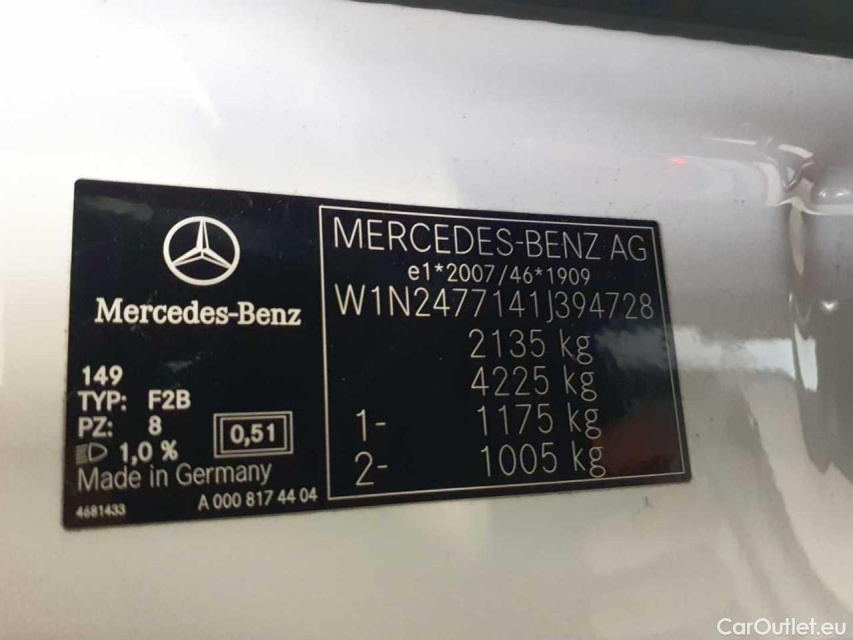 Mercedes-Benz
149
TYP: F2B
PZ: 8
1,0 %
0,51
Made in Germany
4681433
A 000 817 44 04
MERCEDES-BENZ AG
e1*2007/46*1909
W1N2477141J394728
2135 kg
4225 kg
1- 1175 kg
2- 1005 kg
CarOutlet.eu